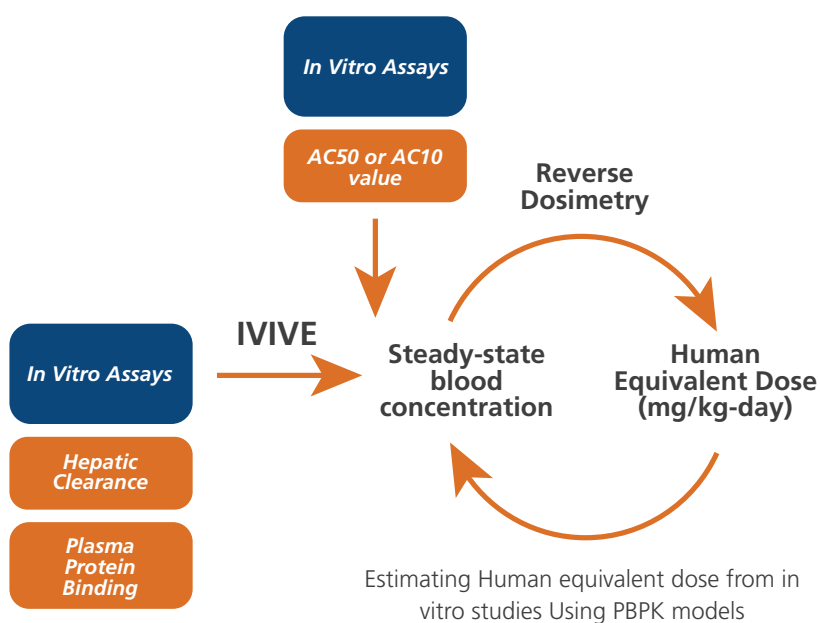 In Vitro Assays
AC50 or AC10
value
Reverse
Dosimetry
IVIVE
In Vitro Assays
Hepatic
Clearance
Plasma
Protein
Binding
Steady-state
blood
concentration
Human
Equivalent Dose
(mg/kg-day)
Estimating Human equivalent dose from in
vitro studies Using PBPK models